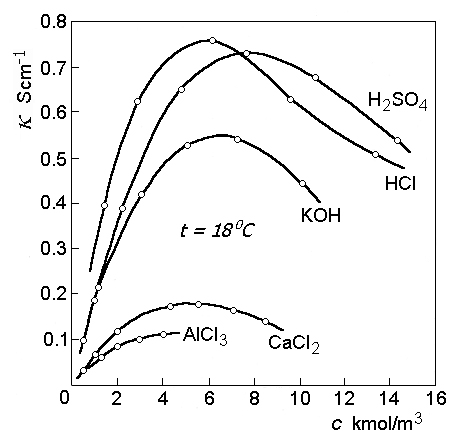 0.8
0.7
0.6
0.5
0.4
0.3
0.2
0.1
0
κ Scm⁻¹
H₂SO₄
HCl
KOH
t = 18⁰C
AlCl₃
CaCl₂
2 4 6 8 10 12 14 16
c kmol/m³